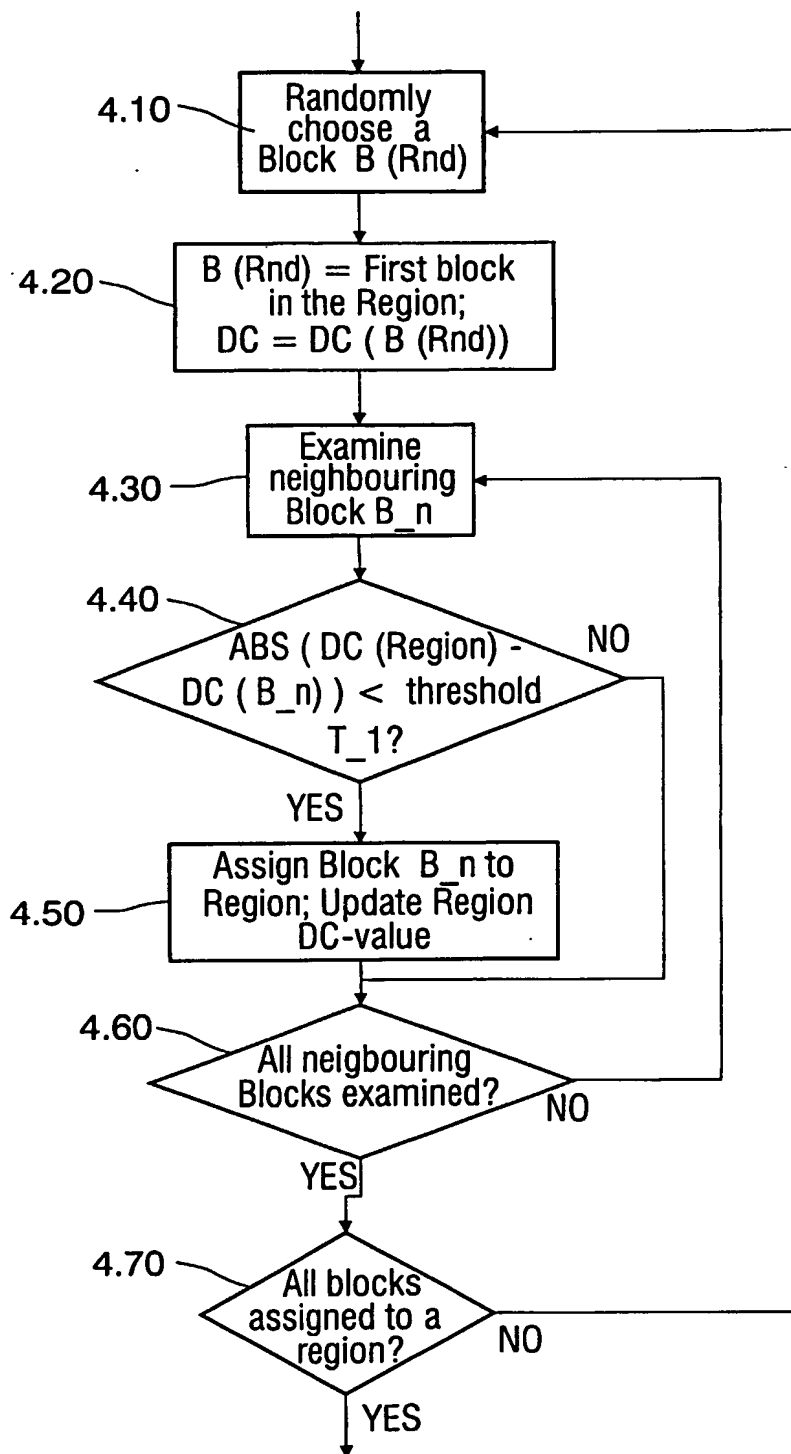 4.10
Randomly
choose a
Block B (Rnd)
4.20
B (Rnd) = First block
in the Region;
DC = DC ( B (Rnd))
4.30
Examine
neighbouring
Block B_n
4.40
ABS ( DC (Region) -
DC ( B_n) ) < threshold
T_1?
NO
YES
4.50
Assign Block B_n to
Region; Update Region
DC-value
4.60
All neigbouring
Blocks examined?
NO
YES
4.70
All blocks
assigned to a
region?
NO
YES